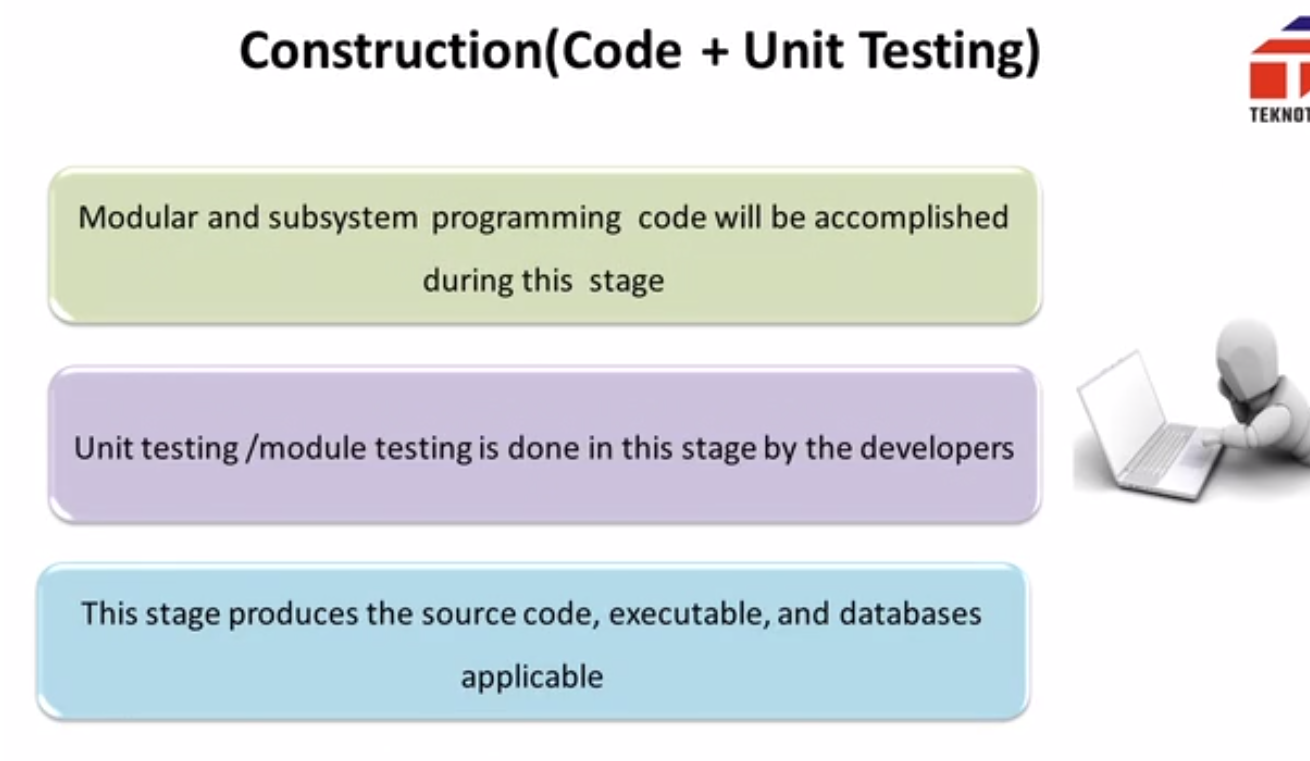 Construction(Code + Unit Testing)
TEKNOT
Modular and subsystem programming code will be accomplished
during this stage
Unit testing /module testing is done in this stage by the developers
This stage produces the source code, executable, and databases
applicable